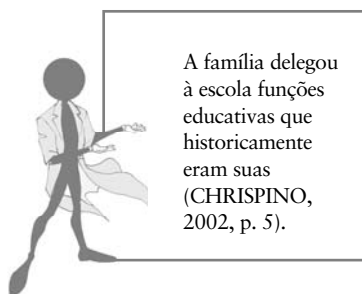 A família delegou
à escola funções
educativas que
historicamente
eram suas
(CHRISPINO,
2002, p. 5).